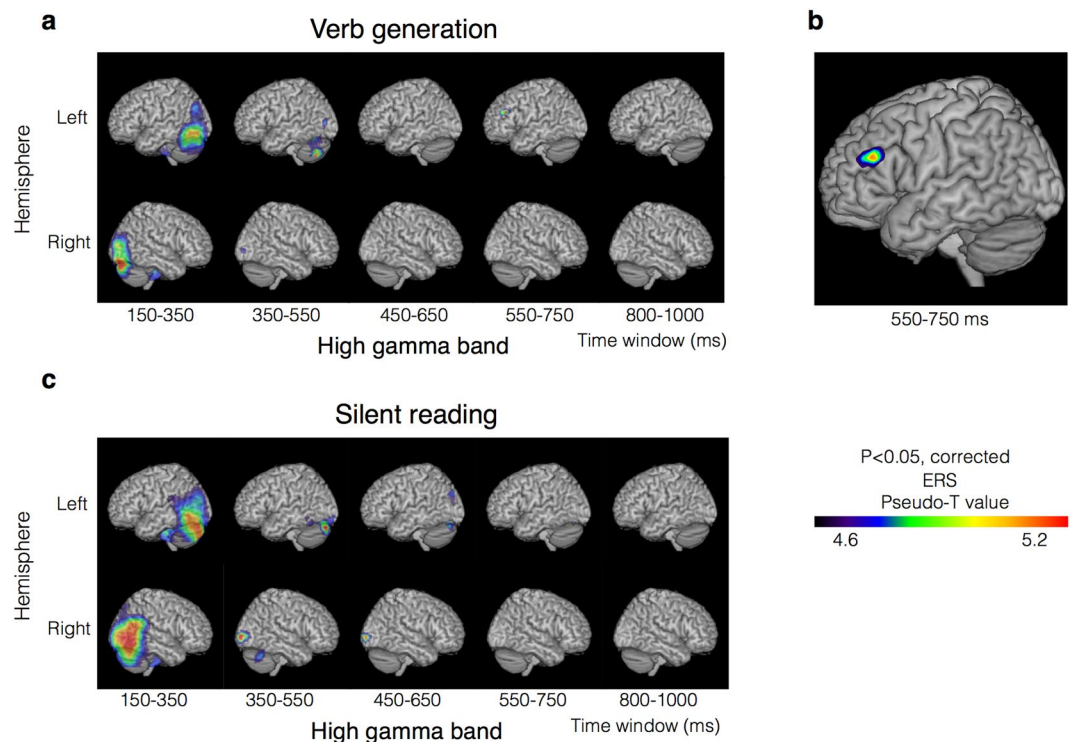 a
Verb generation
Hemisphere
Left
Right
150-350 350-550 450-650 550-750 800-1000
High gamma band
Time window (ms)
b
550-750 ms
c
Silent reading
Hemisphere
Left
Right
150-350 350-550 450-650 550-750 800-1000
High gamma band
Time window (ms)
P<0.05, corrected
ERS
Pseudo-T value
4.6 5.2